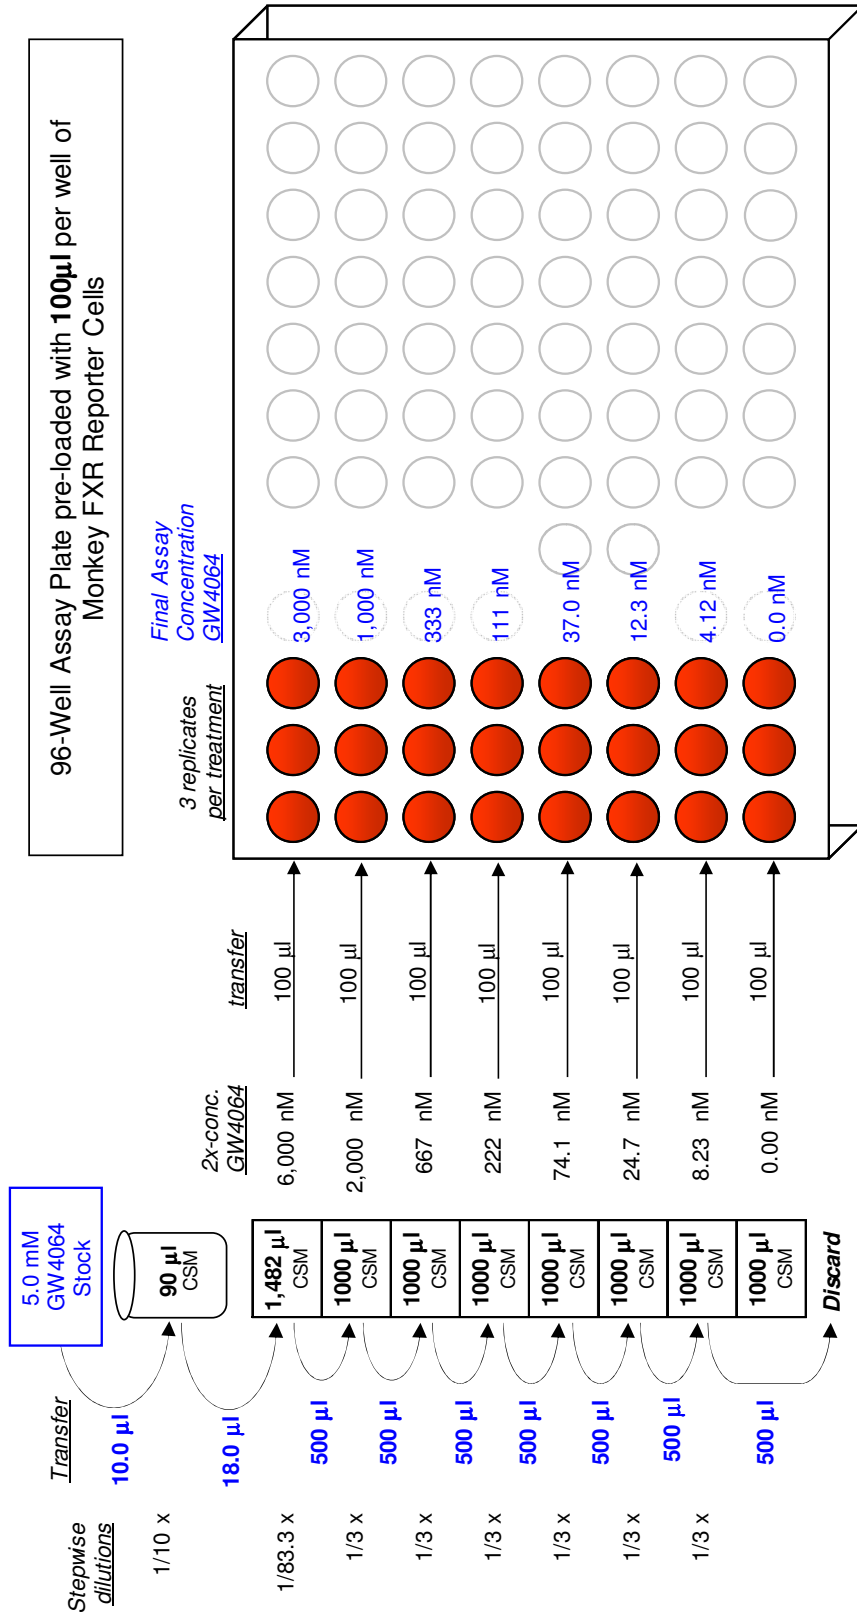 96-Well Assay Plate pre-loaded with 100µl per well of
Monkey FXR Reporter Cells
Stepwise
dilutions
Transfer
5.0 mM
GW4064
Stock
10.0 µl
1/10 x
90 µl
CSM
18.0 µl
2x-conc.
GW4064
transfer
3 replicates
per treatment
Final Assay
Concentration
GW4064
1/83.3 x
1,482 µl
CSM
6,000 nM
100 µl
3,000 nM
500 µl
1/3 x
1000 µl
CSM
2,000 nM
100 µl
1,000 nM
500 µl
1/3 x
1000 µl
CSM
667 nM
100 µl
333 nM
500 µl
1/3 x
1000 µl
CSM
222 nM
100 µl
111 nM
500 µl
1/3 x
1000 µl
CSM
74.1 nM
100 µl
37.0 nM
500 µl
1/3 x
1000 µl
CSM
24.7 nM
100 µl
12.3 nM
500 µl
1/3 x
1000 µl
CSM
8.23 nM
100 µl
4.12 nM
500 µl
1000 µl
CSM
0.00 nM
100 µl
0.0 nM
Discard